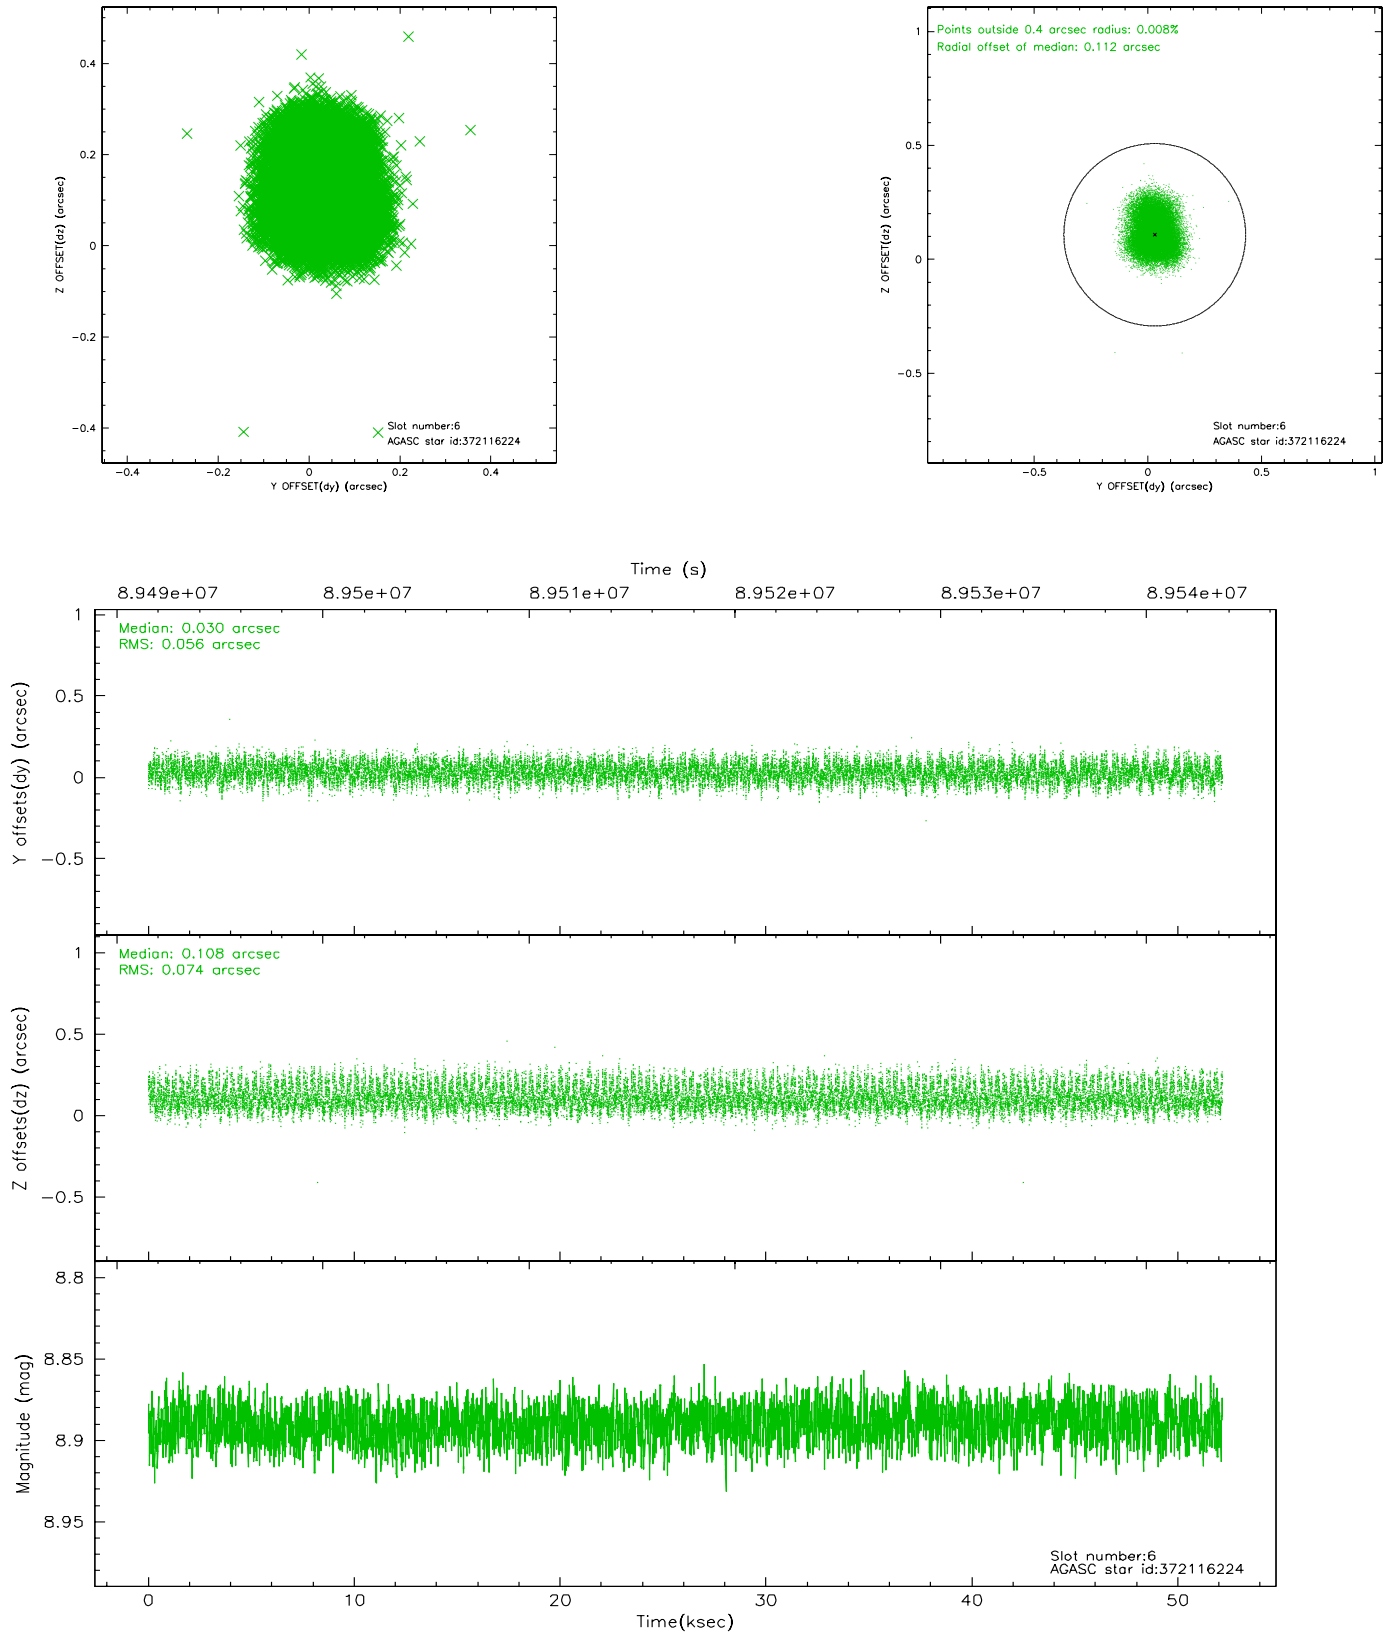 0.4
0.2
0
−0.2
−0.4
Z OFFSET(dz) (arcsec)
Slot number:6
AGASC star id:372116224
−0.4 −0.2 0 0.2 0.4
Y OFFSET(dy) (arcsec)
Points outside 0.4 arcsec radius: 0.008%
Radial offset of median: 0.112 arcsec
1
0.5
0
−0.5
Z OFFSET(dz) (arcsec)
Slot number:6
AGASC star id:372116224
−0.5 0 0.5 1
Y OFFSET(dy) (arcsec)
Time (s)
8.949e+07 8.95e+07 8.951e+07 8.952e+07 8.953e+07 8.954e+07
Median: 0.030 arcsec
RMS: 0.056 arcsec
1
0.5
0
−0.5
Y offsets(dy) (arcsec)
Median: 0.108 arcsec
RMS: 0.074 arcsec
1
0.5
0
−0.5
Z offsets(dz) (arcsec)
8.8
8.85
8.9
8.95
Magnitude (mag)
Slot number:6
AGASC star id:372116224
0 10 20 30 40 50
Time(ksec)